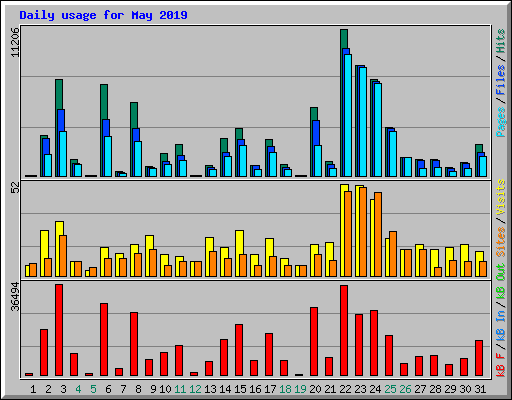 Daily usage for May 2019
11206
Pages / Files / Hits
52
Sites / Visits
36494
kB F / kB In / kB Out
1 2 3 4 5 6 7 8 9 10 11 12 13 14 15 16 17 18 19 20 21 22 23 24 25 26 27 28 29 30 31